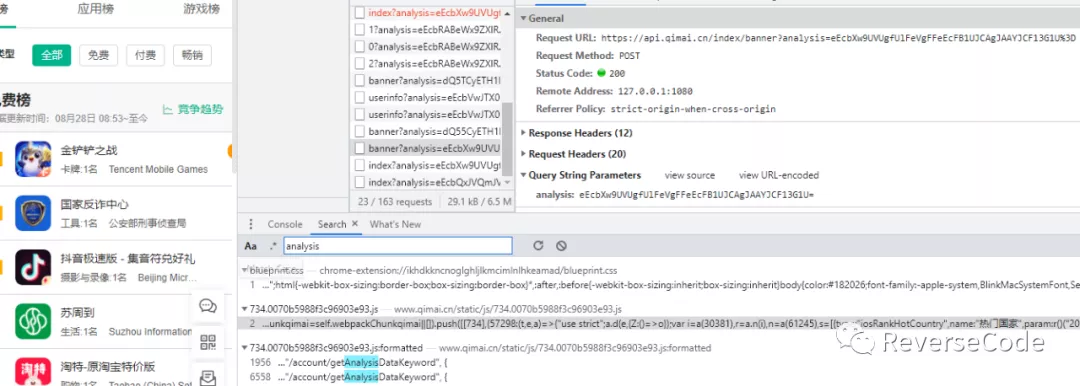 榜
应用榜
游戏榜
类型
全部
免费
付费
畅销
费榜
竞争趋势
据更新时间：08月28日 08:53~至今
金铲铲之战
卡牌:1名 Tencent Mobile Games
国家反诈中心
工具:1名 公安部刑事侦查局
抖音极速版 - 集音符兑好礼
摄影与录像:1名 Beijing Micr...
苏周到
生活:1名 Suzhou Information
淘特-原淘宝特价版
购物:1名 Taobao (China) Sof
index?analysis=eEcbXw9UVUg
1?analysis=eEcbRABeWx9ZXIRJ
0?analysis=eEcbRABeWx9ZXIRJ
2?analysis=eEcbRABeWx9ZXIRJ
banner?analysis=dQ5TCyETH1I
userinfo?analysis=eEcbVwJTX0
userinfo?analysis=eEcbVwJTX0
banner?analysis=dQ55CyETH1I
banner?analysis=eEcbXw9UVU
index?analysis=eEcbXw9UVUg
index?analysis=eEcbQxJVQmJV
23 / 163 requests
29.1 kB / 6.5 M
General
Request URL: https://api.qimai.cn/index/banner?analysis=eEcbXw9UVUgfUlFeVgFFeEcFB1UJCAgJAAYJCF13G1U%3D
Request Method: POST
Status Code: 200
Remote Address: 127.0.0.1:1080
Referrer Policy: strict-origin-when-cross-origin
Response Headers (12)
Request Headers (20)
Query String Parameters view source view URL-encoded
analysis: eEcbXw9UVUgfUlFeVgFFeEcFB1UJCAgJAAYJCF13G1U=
Console
Search ×
What's New
Aa
.*
analysis
blueprint.css — chrome-extension://ikhdkkncnoglghljlkmcimlnlhkeamad/blueprint.css
1 ...";html{-webkit-box-sizing:border-box;box-sizing:border-box}*,:after,:before{-webkit-box-sizing:inherit;box-sizing:inherit}body{color:#182026;font-family:-apple-system,BlinkMacSystemFont,Se
734.0070b5988f3c96903e93.js — www.qimai.cn/static/js/734.0070b5988f3c96903e93.js
2 ...unkqimai=self.webpackChunkqimai||[]).push([[734],{57298:(t,e,a)=>{"use strict";a.d(e,{Z:()=>o});var i=a(30381),r=a.n(i),n=a(61245),s=[{type:"iosRankHotCountry",name:"热门国家",param:r()("20
734.0070b5988f3c96903e93.js:formatted — www.qimai.cn/static/js/734.0070b5988f3c96903e93.js
1956 ..."/account/getAnalysisDataKeyword", {
6558 ..."/account/getAnalysisDataKeyword", {
ReverseCode